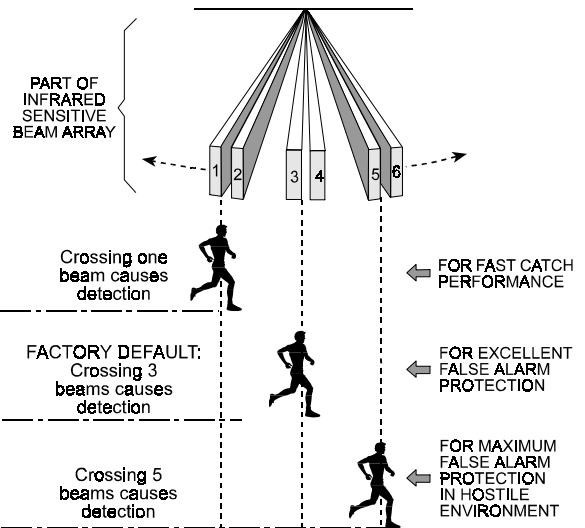 PART OF
INFRARED
SENSITIVE
BEAM ARRAY
1 2 3 4 5 6
Crossing one
beam causes
detection
FOR FAST CATCH
PERFORMANCE
FACTORY DEFAULT:
Crossing 3
beams causes
detection
FOR EXCELLENT
FALSE ALARM
PROTECTION
Crossing 5
beams causes
detection
FOR MAXIMUM
FALSE ALARM
PROTECTION
IN HOSTILE
ENVIRONMENT